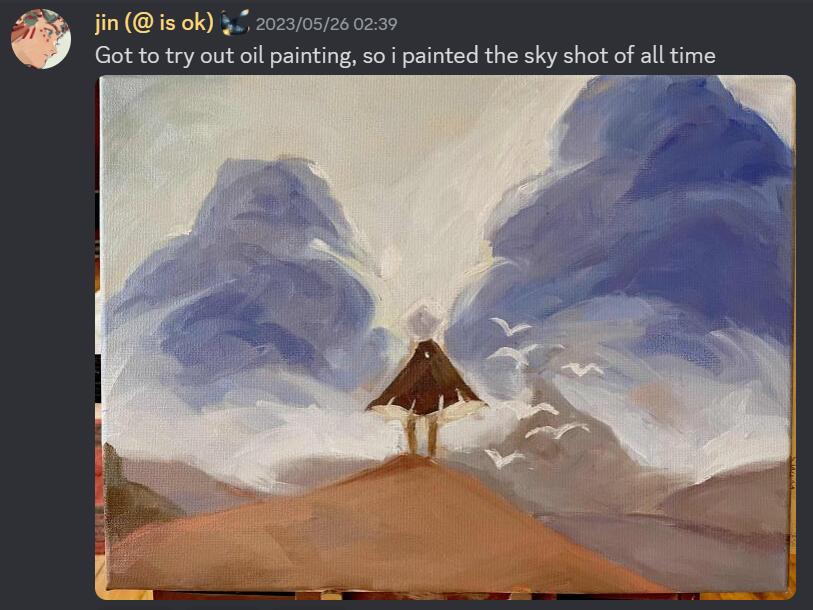 jin (@ is ok) 2023/05/26 02:39
Got to try out oil painting, so i painted the sky shot of all time